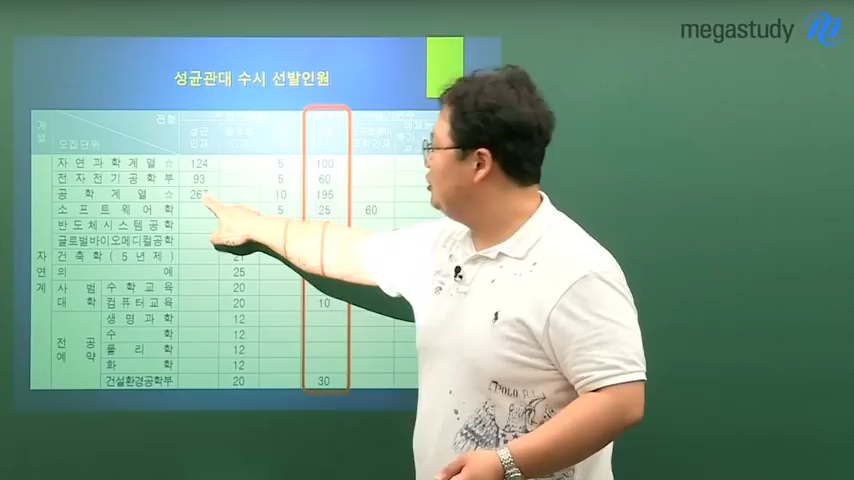 megastudy
성균관대 수시 선발인원
계열 전형
모집단위 성균인재
자연과학계열☆ 124 5 100
전자전기공학부 93 5 60
공학계열☆ 267 10 195
소프트웨어학 5 25 60
반도체시스템공학
글로벌바이오메디컬공학
자연계
건축학(5년제) 21
의예 25
사범대학 수학교육 20
컴퓨터교육 20 10
전공예약 생명과학 12
수학 12
물리학 12
화학 12
건설환경공학부 20 30
POLO